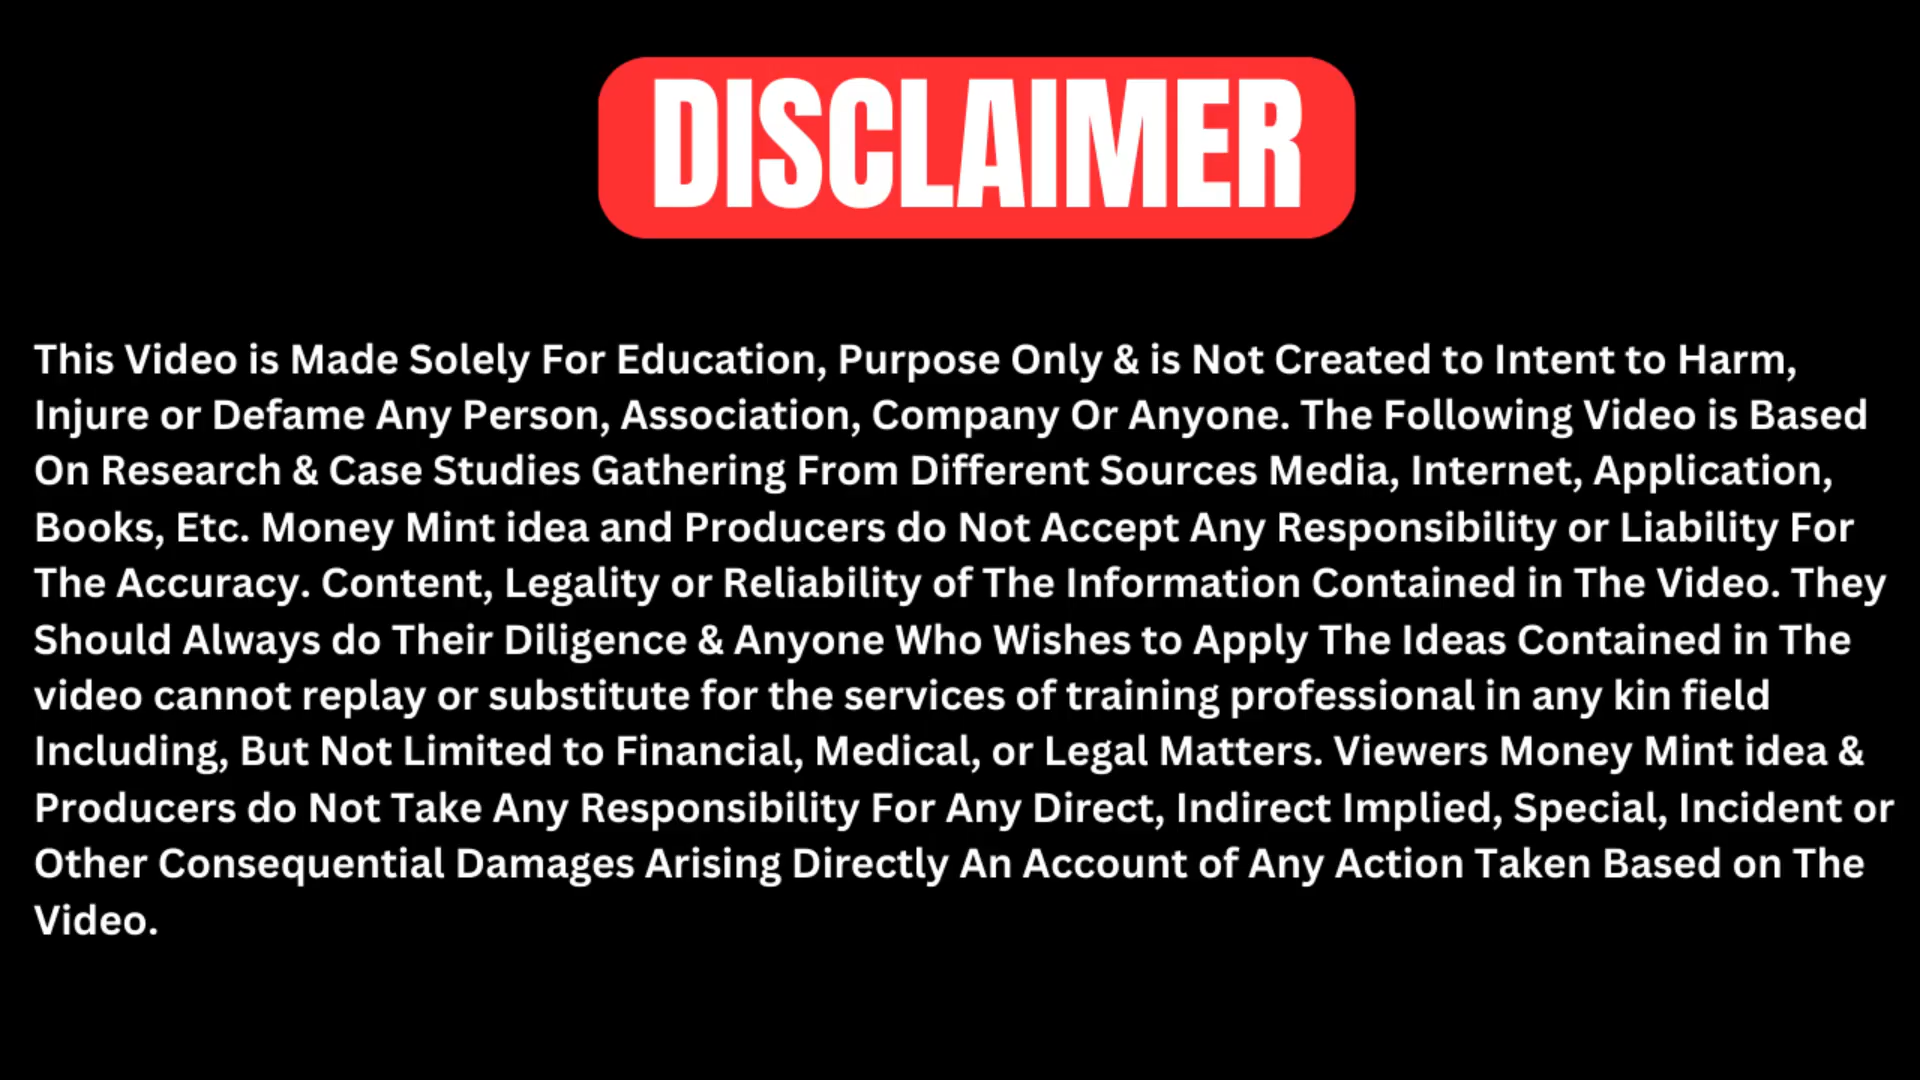 DISCLAIMER
This Video is Made Solely For Education, Purpose Only & is Not Created to Intent to Harm,
Injure or Defame Any Person, Association, Company Or Anyone. The Following Video is Based
On Research & Case Studies Gathering From Different Sources Media, Internet, Application,
Books, Etc. Money Mint idea and Producers do Not Accept Any Responsibility or Liability For
The Accuracy. Content, Legality or Reliability of The Information Contained in The Video. They
Should Always do Their Diligence & Anyone Who Wishes to Apply The Ideas Contained in The
video cannot replay or substitute for the services of training professional in any kin field
Including, But Not Limited to Financial, Medical, or Legal Matters. Viewers Money Mint idea &
Producers do Not Take Any Responsibility For Any Direct, Indirect Implied, Special, Incident or
Other Consequential Damages Arising Directly An Account of Any Action Taken Based on The
Video.